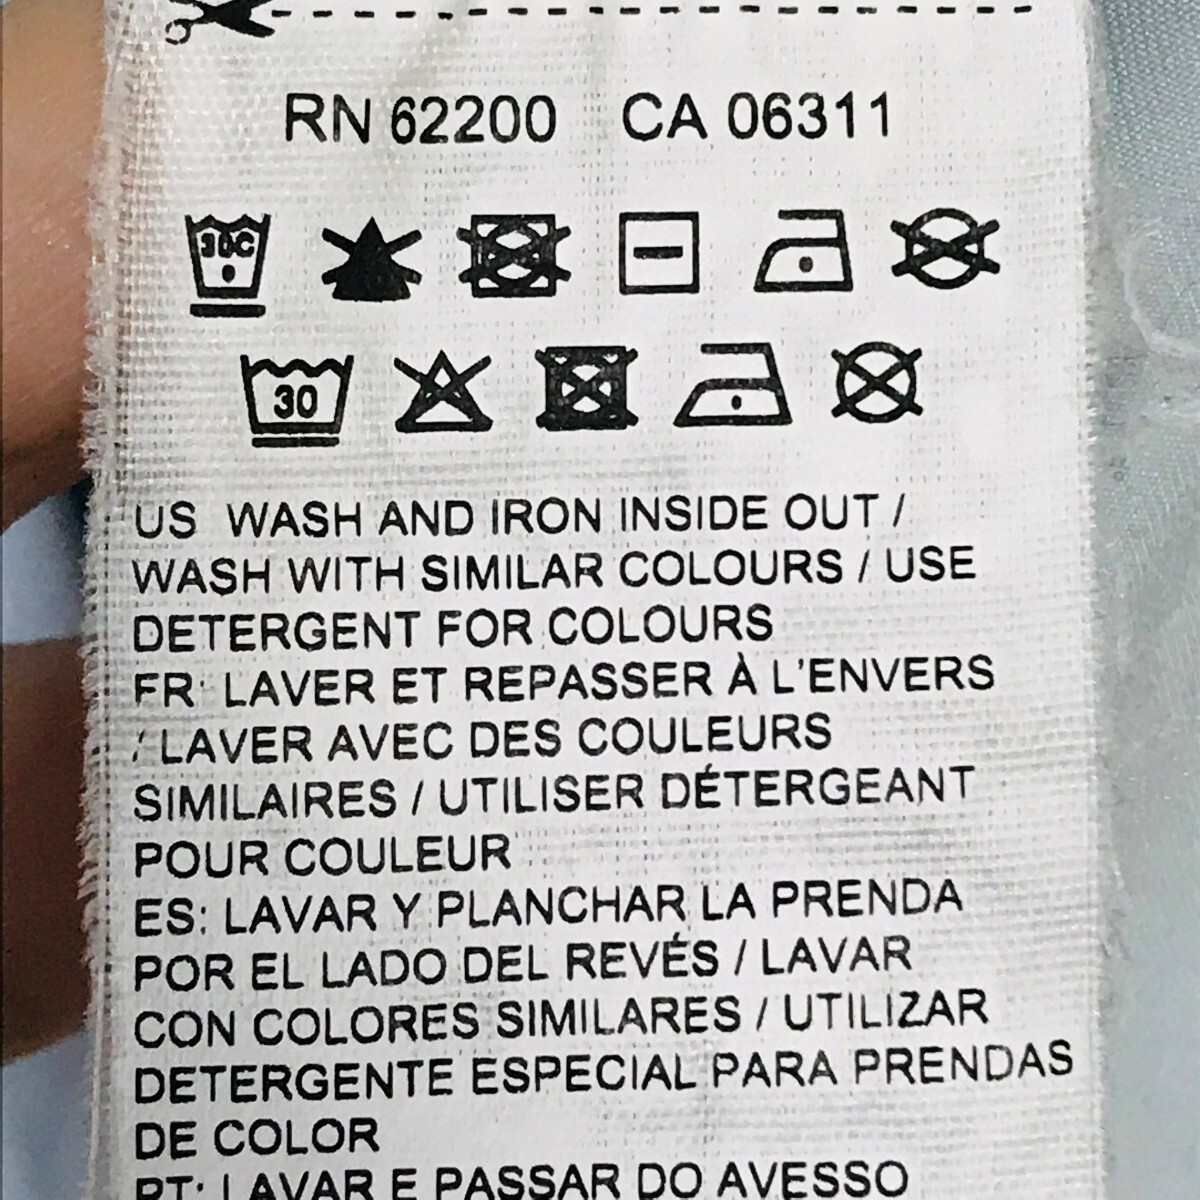 RN 62200 CA 06311
30C
30
US WASH AND IRON INSIDE OUT /
WASH WITH SIMILAR COLOURS / USE
DETERGENT FOR COLOURS
FR: LAVER ET REPASSER À L'ENVERS
/ LAVER AVEC DES COULEURS
SIMILAIRES / UTILISER DÉTERGEANT
POUR COULEUR
ES: LAVAR Y PLANCHAR LA PRENDA
POR EL LADO DEL REVÉS / LAVAR
CON COLORES SIMILARES / UTILIZAR
DETERGENTE ESPECIAL PARA PRENDAS
DE COLOR
PT: LAVAR E PASSAR DO AVESSO